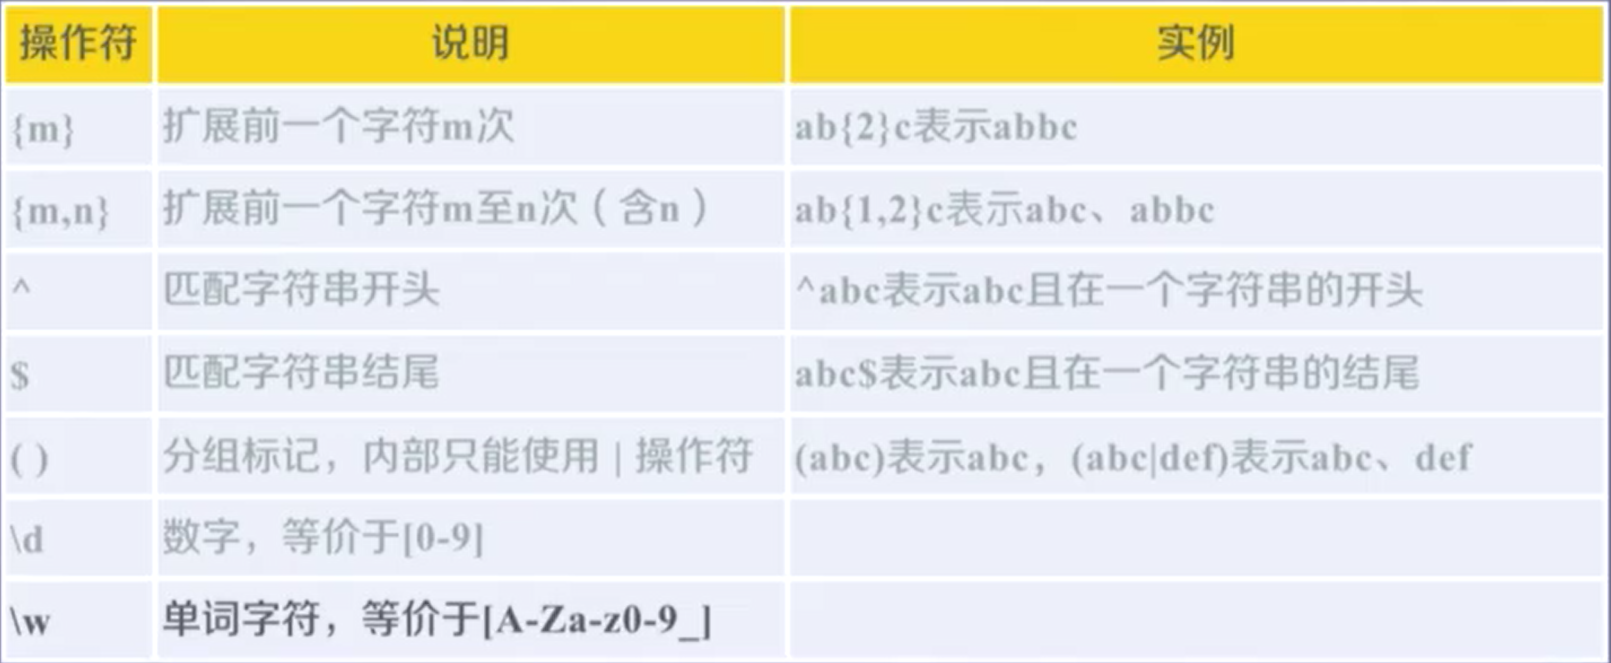 操作符 说明 实例
{m} 扩展前一个字符m次 ab{2}c表示abbc
{m,n} 扩展前一个字符m至n次（含n） ab{1,2}c表示abc、abbc
^ 匹配字符串开头 ^abc表示abc且在一个字符串的开头
$ 匹配字符串结尾 abc$表示abc且在一个字符串的结尾
( ) 分组标记，内部只能使用 | 操作符 (abc)表示abc，(abc|def)表示abc、def
\d 数字，等价于[0-9]
\w 单词字符，等价于[A-Za-z0-9_]